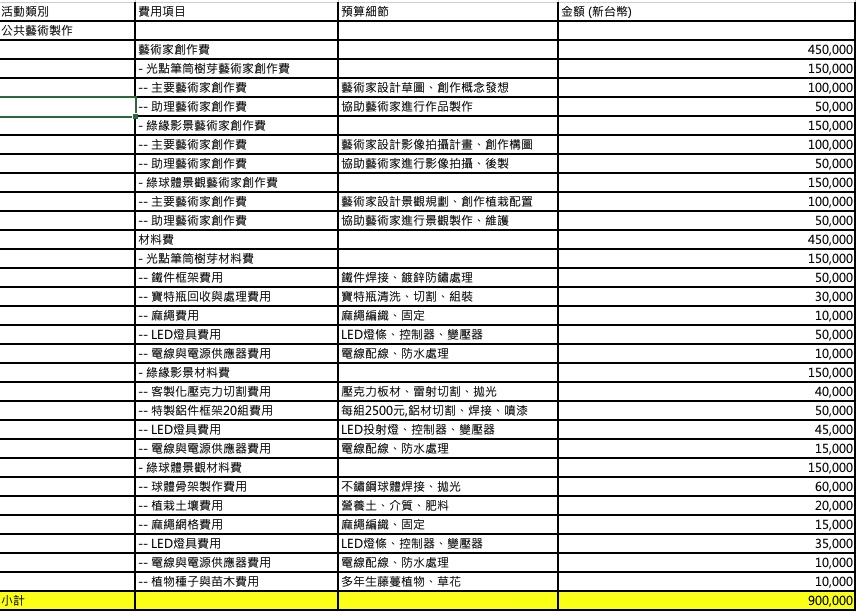 活動類別 費用項目 預算細節 金額 (新台幣)
公共藝術製作
藝術家創作費 450,000
- 光點筆筒樹芽藝術家創作費 150,000
-- 主要藝術家創作費 藝術家設計草圖、創作概念發想 100,000
-- 助理藝術家創作費 協助藝術家進行作品製作 50,000
- 綠緣影景藝術家創作費 150,000
-- 主要藝術家創作費 藝術家設計影像拍攝計畫、創作構圖 100,000
-- 助理藝術家創作費 協助藝術家進行影像拍攝、後製 50,000
- 綠球體景觀藝術家創作費 150,000
-- 主要藝術家創作費 藝術家設計景觀規劃、創作植栽配置 100,000
-- 助理藝術家創作費 協助藝術家進行景觀製作、維護 50,000
材料費 450,000
- 光點筆筒樹芽材料費 150,000
-- 鐵件框架費用 鐵件焊接、鍍鋅防鏽處理 50,000
-- 寶特瓶回收與處理費用 寶特瓶清洗、切割、組裝 30,000
-- 麻繩費用 麻繩編織、固定 10,000
-- LED燈具費用 LED燈條、控制器、變壓器 50,000
-- 電線與電源供應器費用 電線配線、防水處理 10,000
- 綠緣影景材料費 150,000
-- 客製化壓克力切割費用 壓克力板材、雷射切割、拋光 40,000
-- 特製鋁件框架20組費用 每組2500元,鋁材切割、焊接、噴漆 50,000
-- LED燈具費用 LED投射燈、控制器、變壓器 45,000
-- 電線與電源供應器費用 電線配線、防水處理 15,000
- 綠球體景觀材料費 150,000
-- 球體骨架製作費用 不鏽鋼球體焊接、拋光 60,000
-- 植栽土壤費用 營養土、介質、肥料 20,000
-- 麻繩網格費用 麻繩編織、固定 15,000
-- LED燈具費用 LED燈條、控制器、變壓器 35,000
-- 電線與電源供應器費用 電線配線、防水處理 10,000
-- 植物種子與苗木費用 多年生藤蔓植物、草花 10,000
小計 900,000